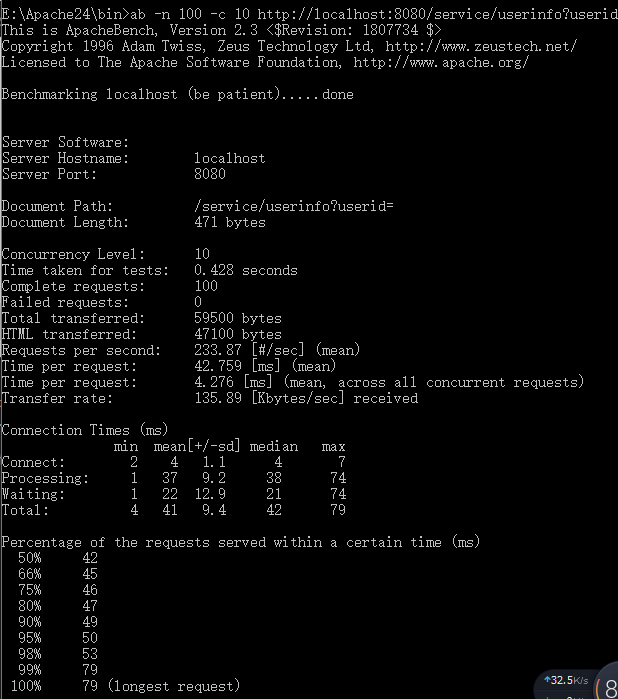 E:\Apache24\bin>ab -n 100 -c 10 http://localhost:8080/service/userinfo?userid
This is ApacheBench, Version 2.3 <$Revision: 1807734 $>
Copyright 1996 Adam Twiss, Zeus Technology Ltd, http://www.zeustech.net/
Licensed to The Apache Software Foundation, http://www.apache.org/
Benchmarking localhost (be patient).....done
Server Software:
Server Hostname: localhost
Server Port: 8080
Document Path: /service/userinfo?userid=
Document Length: 471 bytes
Concurrency Level: 10
Time taken for tests: 0.428 seconds
Complete requests: 100
Failed requests: 0
Total transferred: 59500 bytes
HTML transferred: 47100 bytes
Requests per second: 233.87 [#/sec] (mean)
Time per request: 42.759 [ms] (mean)
Time per request: 4.276 [ms] (mean, across all concurrent requests)
Transfer rate: 135.89 [Kbytes/sec] received
Connection Times (ms)
min mean[+/-sd] median max
Connect: 2 4 1.1 4 7
Processing: 1 37 9.2 38 74
Waiting: 1 22 12.9 21 74
Total: 4 41 9.4 42 79
Percentage of the requests served within a certain time (ms)
50% 42
66% 45
75% 46
80% 47
90% 49
95% 50
98% 53
99% 79
100% 79 (longest request)
↑32.5K/s
8